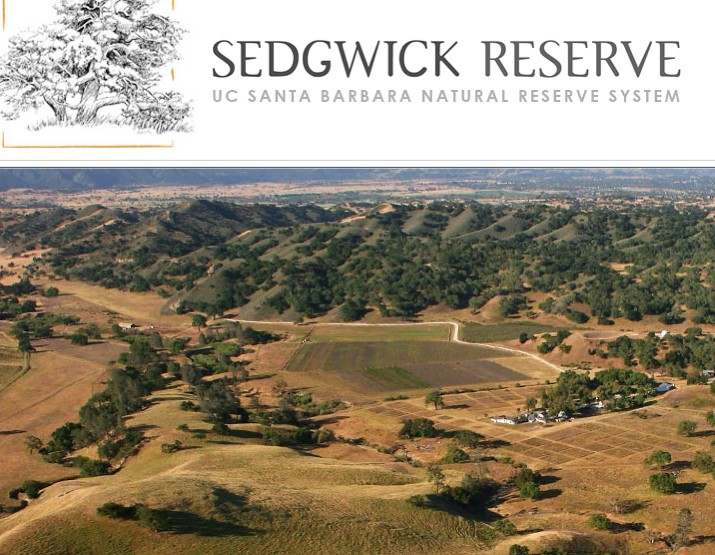 SEDGWICK RESERVE
UC SANTA BARBARA NATURAL RESERVE SYSTEM